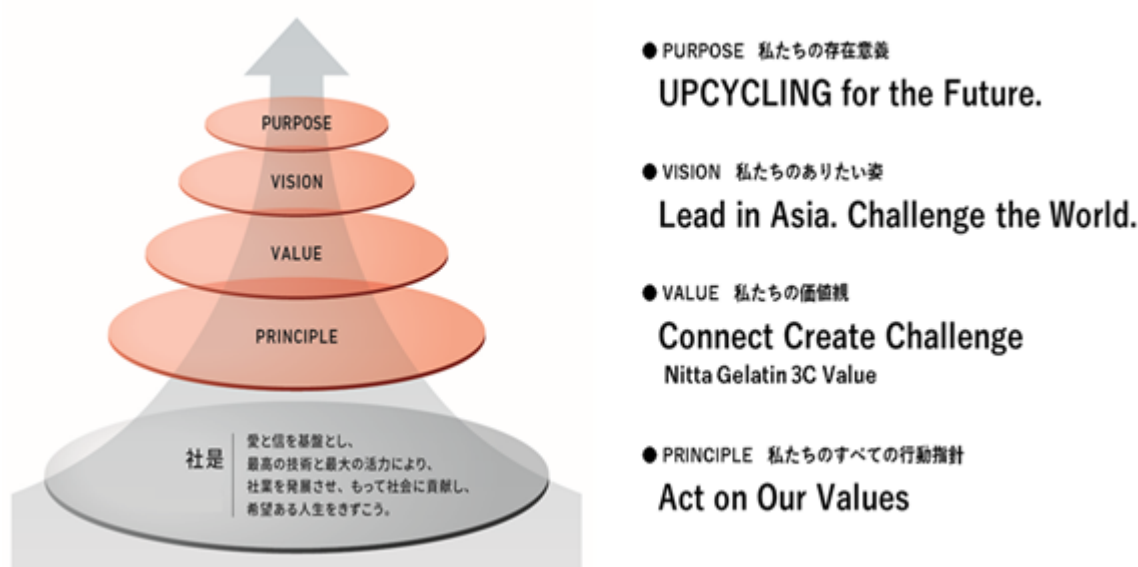 PURPOSE
VISION
VALUE
PRINCIPLE
社是
愛と信を基盤とし、
最高の技術と最大の活力により、
社業を発展させ、もって社会に貢献し、
希望ある人生をきずこう。
● PURPOSE 私たちの存在意義
UPCYCLING for the Future.
● VISION 私たちのありたい姿
Lead in Asia. Challenge the World.
● VALUE 私たちの価値観
Connect Create Challenge
Nitta Gelatin 3C Value
● PRINCIPLE 私たちのすべての行動指針
Act on Our Values